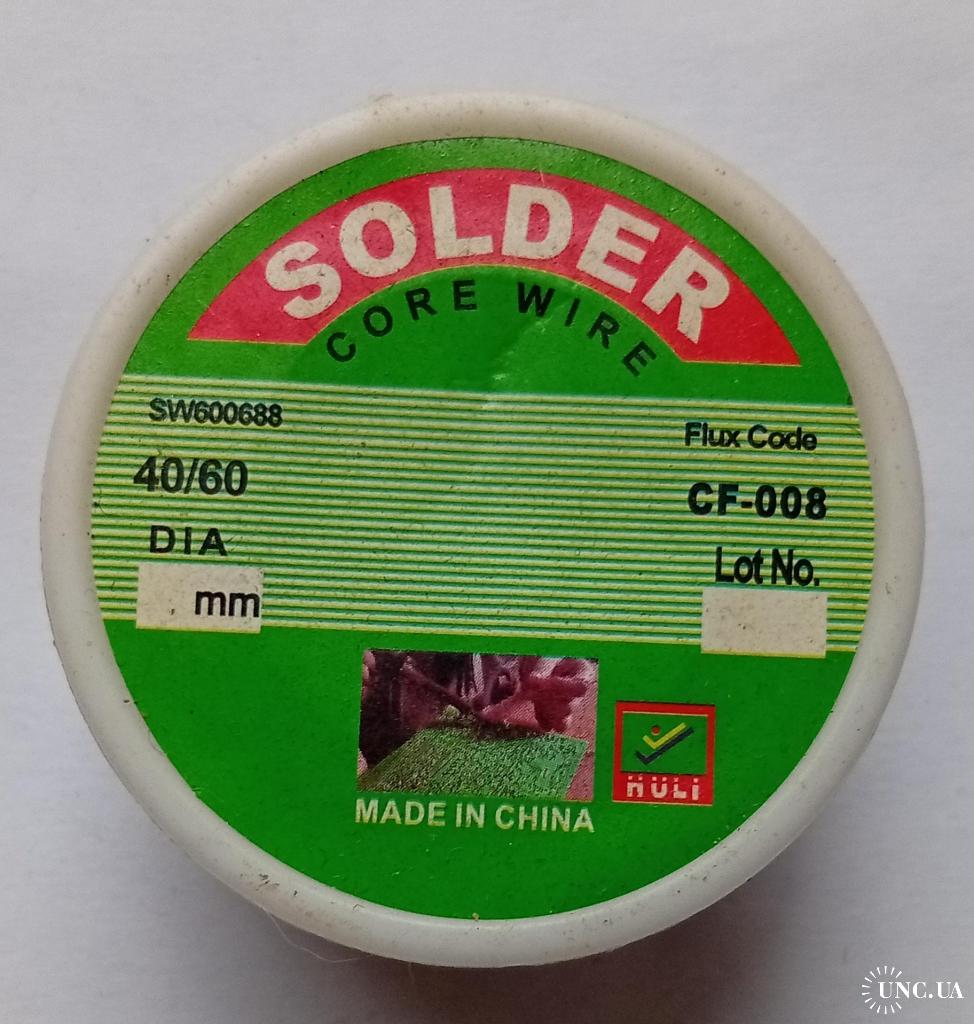 SOLDER
CORE WIRE
SW600688
Flux Code
40/60
CF-008
DIA
Lot No.
mm
HULI
MADE IN CHINA
UNC.UA